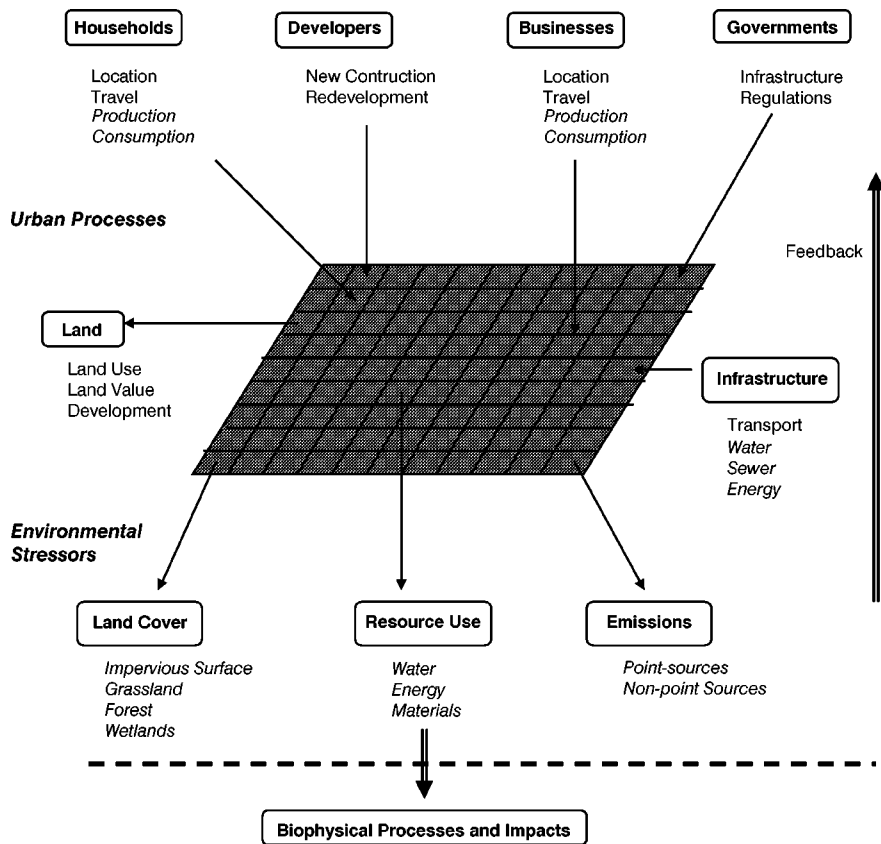 Households
Developers
Businesses
Governments
Location
Travel
Production
Consumption
New Contruction
Redevelopment
Location
Travel
Production
Consumption
Infrastructure
Regulations
Urban Processes
Feedback
Land
Land Use
Land Value
Development
Infrastructure
Transport
Water
Sewer
Energy
Environmental
Stressors
Land Cover
Resource Use
Emissions
Impervious Surface
Grassland
Forest
Wetlands
Water
Energy
Materials
Point-sources
Non-point Sources
Biophysical Processes and Impacts